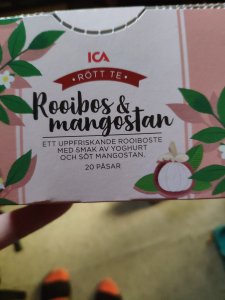 ICA
RÖTT TE
Rooibos &
mangostan
ETT UPPFRISKANDE ROOIBOSTE
MED SMAK AV YOGHURT
OCH SÖT MANGOSTAN.
20 PÅSAR